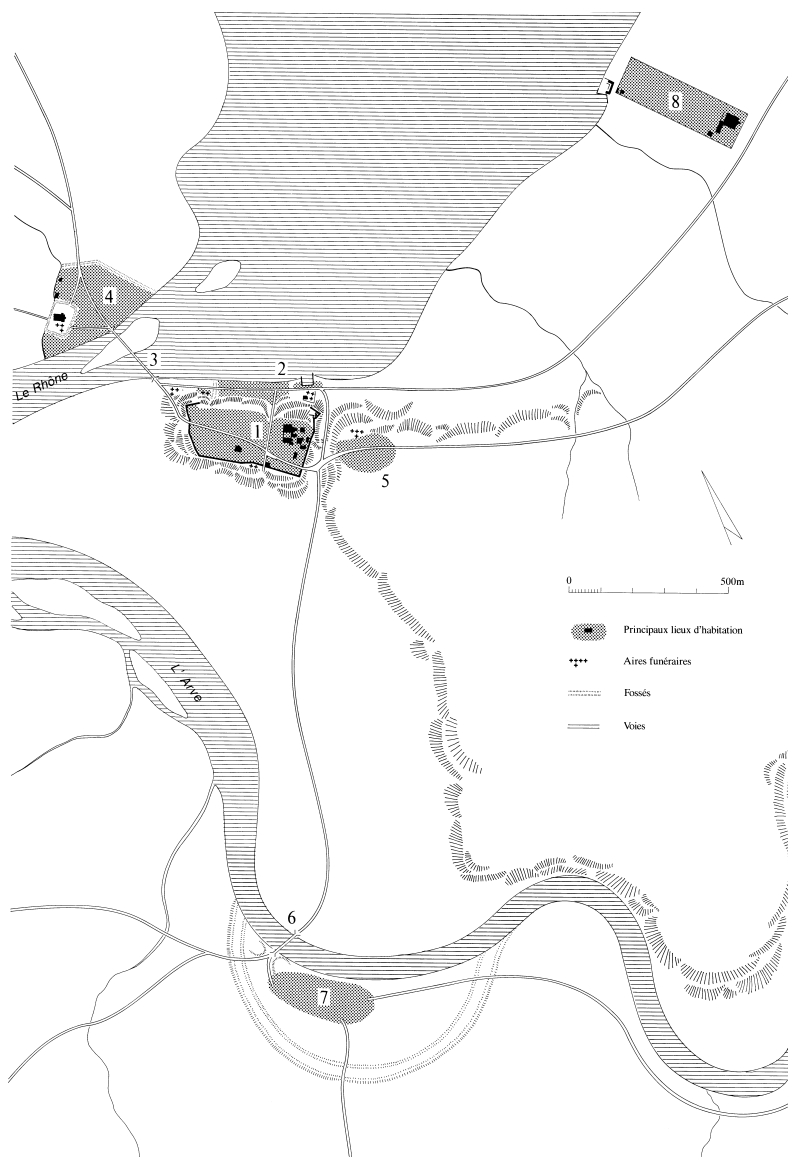 8
4
3
2
Le Rhône
1
5
0 500m
Principaux lieux d'habitation
Aires funéraires
Fossés
Voies
L'Arve
6
7